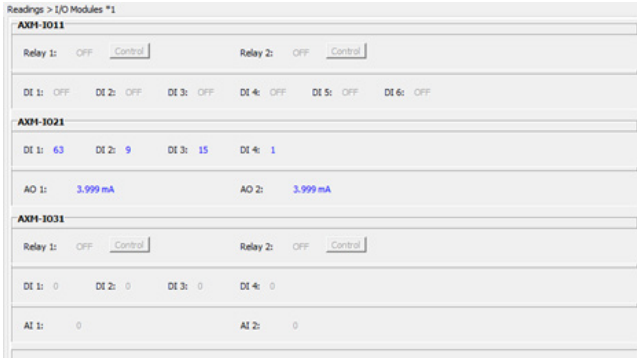 Readings > I/O Modules *1
AXM-IO11
Relay 1: OFF Control Relay 2: OFF Control
DI 1: OFF DI 2: OFF DI 3: OFF DI 4: OFF DI 5: OFF DI 6: OFF
AXM-IO21
DI 1: 63 DI 2: 9 DI 3: 15 DI 4: 1
AO 1: 3.999 mA AO 2: 3.999 mA
AXM-IO31
Relay 1: OFF Control Relay 2: OFF Control
DI 1: 0 DI 2: 0 DI 3: 0 DI 4: 0
AI 1: 0 AI 2: 0